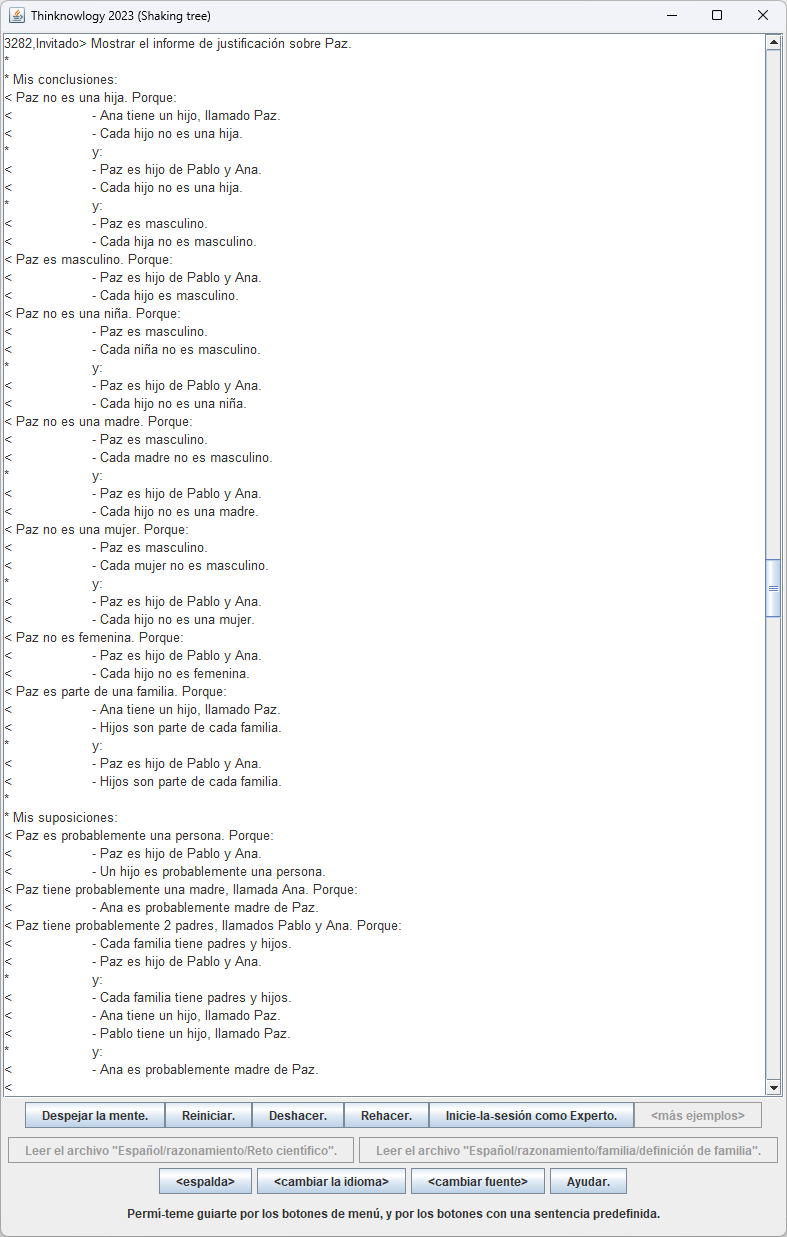 Thinknowlogy 2023 (Shaking tree)
3282,Invitado> Mostrar el informe de justificación sobre Paz.
*
* Mis conclusiones:
< Paz no es una hija. Porque:
< - Ana tiene un hijo, llamado Paz.
< - Cada hijo no es una hija.
* y:
< - Paz es hijo de Pablo y Ana.
< - Cada hijo no es una hija.
* y:
< - Paz es masculino.
< - Cada hija no es masculino.
< Paz es masculino. Porque:
< - Paz es hijo de Pablo y Ana.
< - Cada hijo es masculino.
< Paz no es una niña. Porque:
< - Paz es masculino.
< - Cada niña no es masculino.
* y:
< - Paz es hijo de Pablo y Ana.
< - Cada hijo no es una niña.
< Paz no es una madre. Porque:
< - Paz es masculino.
< - Cada madre no es masculino.
* y:
< - Paz es hijo de Pablo y Ana.
< - Cada hijo no es una madre.
< Paz no es una mujer. Porque:
< - Paz es masculino.
< - Cada mujer no es masculino.
* y:
< - Paz es hijo de Pablo y Ana.
< - Cada hijo no es una mujer.
< Paz no es femenina. Porque:
< - Paz es hijo de Pablo y Ana.
< - Cada hijo no es femenina.
< Paz es parte de una familia. Porque:
< - Ana tiene un hijo, llamado Paz.
< - Hijos son parte de cada familia.
* y:
< - Paz es hijo de Pablo y Ana.
< - Hijos son parte de cada familia.
*
* Mis suposiciones:
< Paz es probablemente una persona. Porque:
< - Paz es hijo de Pablo y Ana.
< - Un hijo es probablemente una persona.
< Paz tiene probablemente una madre, llamada Ana. Porque:
< - Ana es probablemente madre de Paz.
< Paz tiene probablemente 2 padres, llamados Pablo y Ana. Porque:
< - Cada familia tiene padres y hijos.
< - Paz es hijo de Pablo y Ana.
* y:
< - Cada familia tiene padres y hijos.
< - Ana tiene un hijo, llamado Paz.
< - Pablo tiene un hijo, llamado Paz.
* y:
< - Ana es probablemente madre de Paz.
<
Despejar la mente. Reiniciar. Deshacer. Rehacer. Inicie-la-sesión como Experto. <más ejemplos>
Leer el archivo "Español/razonamiento/Reto científico". Leer el archivo "Español/razonamiento/familia/definición de familia".
<espalda> <cambiar la idioma> <cambiar fuente> Ayudar.
Permí-teme guiarte por los botones de menú, y por los botones con una sentencia predefinida.